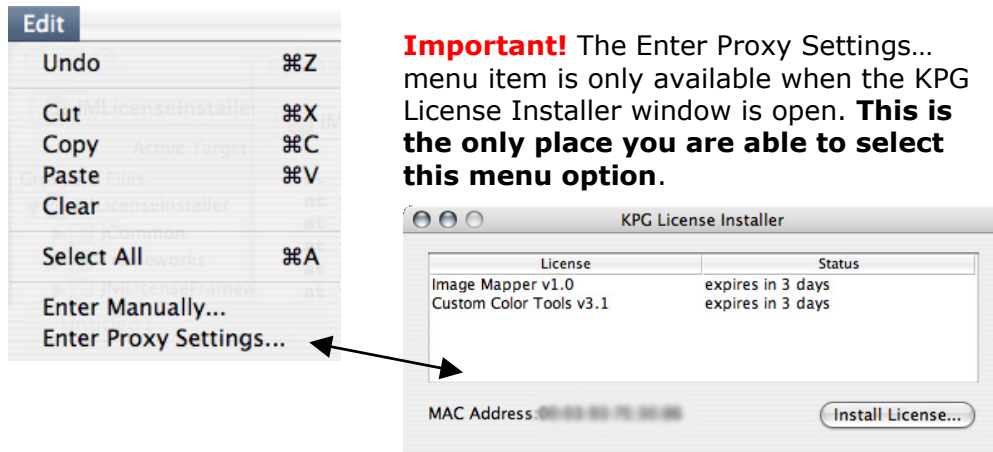 Edit
Undo ⌘Z
Cut ⌘X
Copy ⌘C
Paste ⌘V
Clear
Select All ⌘A
Enter Manually...
Enter Proxy Settings...
Important! The Enter Proxy Settings…
menu item is only available when the KPG
License Installer window is open. This is
the only place you are able to select
this menu option.
KPG License Installer
License Status
Image Mapper v1.0 expires in 3 days
Custom Color Tools v3.1 expires in 3 days
MAC Address:
Install License...